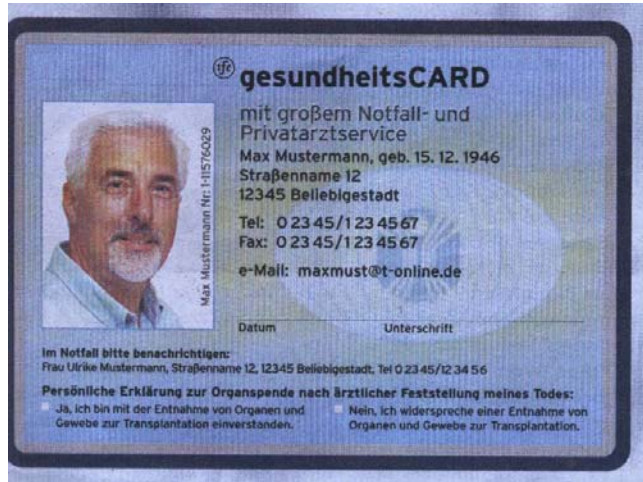 ife gesundheitsCARD
mit großem Notfall- und
Privatarztservice
Max Mustermann, geb. 15. 12. 1946
Straßenname 12
12345 Beliebigestadt
Tel: 0 23 45/1 23 45 67
Fax: 0 23 45/1 23 45 67
e-Mail: maxmust@t-online.de
Max Mustermann Nr: 1-11576029
Datum Unterschrift
Im Notfall bitte benachrichtigen:
Frau Ulrike Mustermann, Straßenname 12, 12345 Beliebigestadt, Tel 0 23 45/12 34 56
Persönliche Erklärung zur Organspende nach ärztlicher Feststellung meines Todes:
Ja, ich bin mit der Entnahme von Organen und
Gewebe zur Transplantation einverstanden.
Nein, ich widerspreche einer Entnahme von
Organen und Gewebe zur Transplantation.